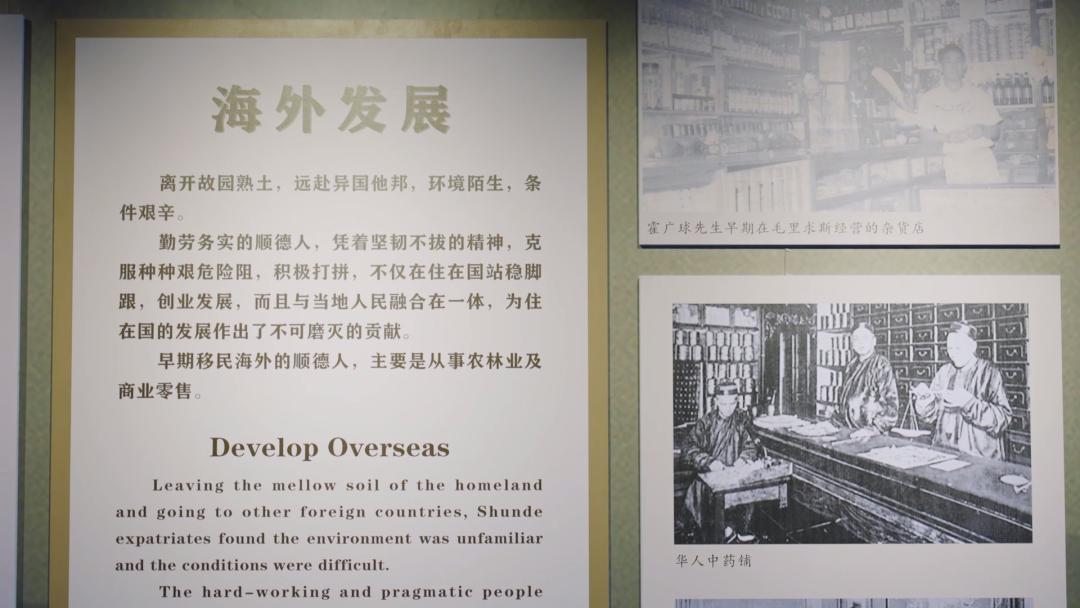 海外发展
离开故园熟土，远赴异国他邦，环境陌生，条
件艰辛。
勤劳务实的顺德人，凭着坚韧不拔的精神，克
服种种艰危险阻，积极打拼，不仅在住在国站稳脚
跟，创业发展，而且与当地人民融合在一体，为住
在国的发展作出了不可磨灭的贡献。
早期移民海外的顺德人，主要是从事农林业及
商业零售。
Develop Overseas
Leaving the mellow soil of the homeland
and going to other foreign countries, Shunde
expatriates found the environment was unfamiliar
and the conditions were difficult.
The hard-working and pragmatic people
霍广球先生早期在毛里求斯经营的杂货店
华人中药铺